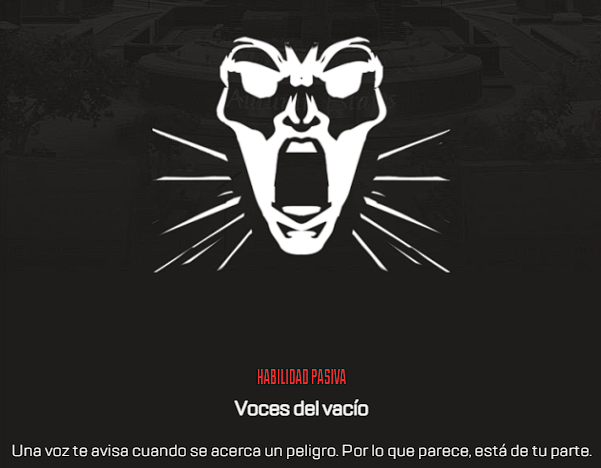 HABILIDAD PASIVA
Voces del vacío
Una voz te avisa cuando se acerca un peligro. Por lo que parece, está de tu parte.